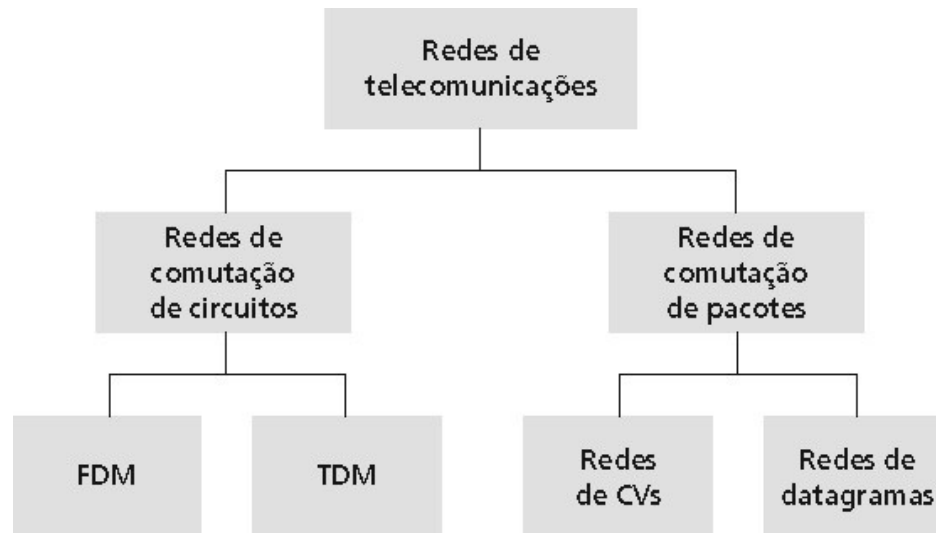 Redes de
telecomunicações
Redes de
comutação
de circuitos
Redes de
comutação
de pacotes
FDM
TDM
Redes
de CVs
Redes de
datagramas